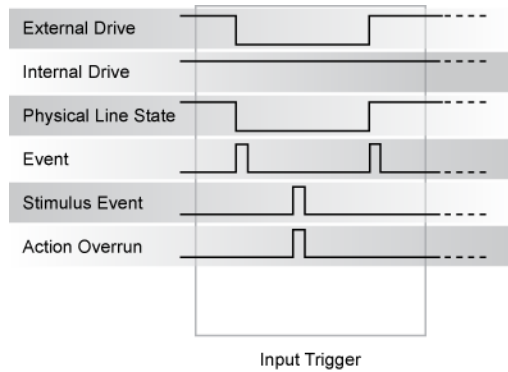 External Drive
Internal Drive
Physical Line State
Event
Stimulus Event
Action Overrun
Input Trigger